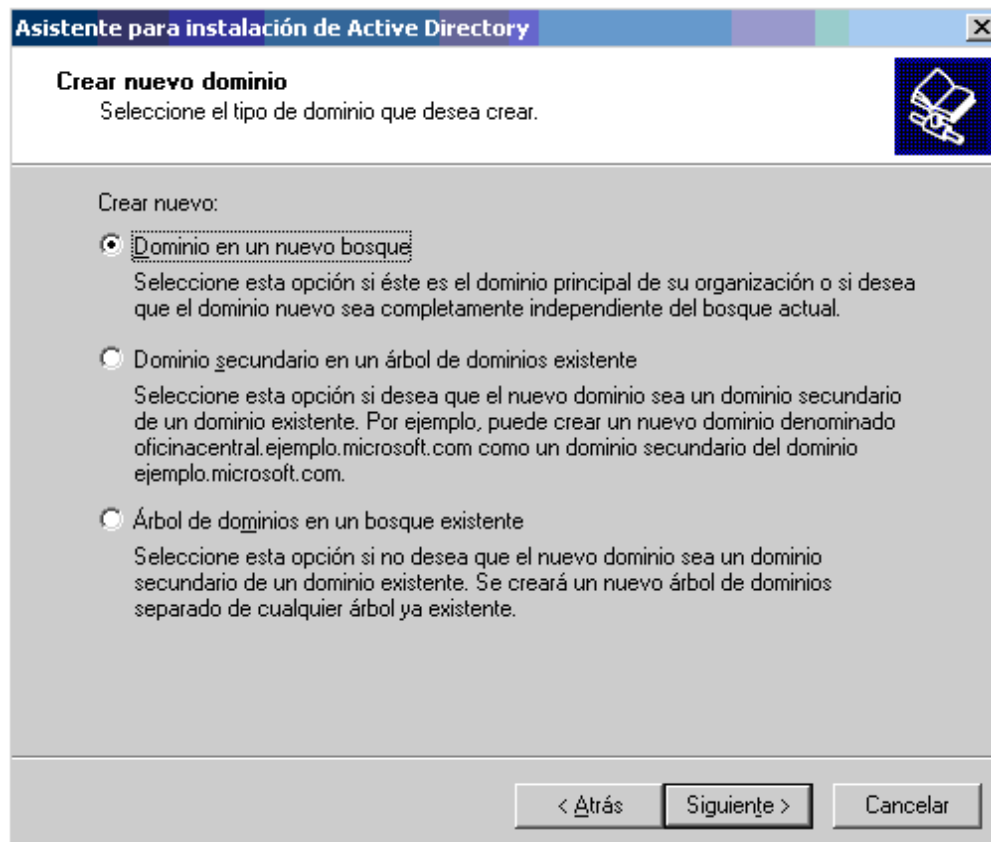 Asistente para instalación de Active Directory
Crear nuevo dominio
Seleccione el tipo de dominio que desea crear.
Crear nuevo:
Dominio en un nuevo bosque
Seleccione esta opción si éste es el dominio principal de su organización o si desea
que el dominio nuevo sea completamente independiente del bosque actual.
Dominio secundario en un árbol de dominios existente
Seleccione esta opción si desea que el nuevo dominio sea un dominio secundario
de un dominio existente. Por ejemplo, puede crear un nuevo dominio denominado
oficinacentral.ejemplo.microsoft.com como un dominio secundario del dominio
ejemplo.microsoft.com.
Árbol de dominios en un bosque existente
Seleccione esta opción si no desea que el nuevo dominio sea un dominio
secundario de un dominio existente. Se creará un nuevo árbol de dominios
separado de cualquier árbol ya existente.
< Atrás Siguiente > Cancelar